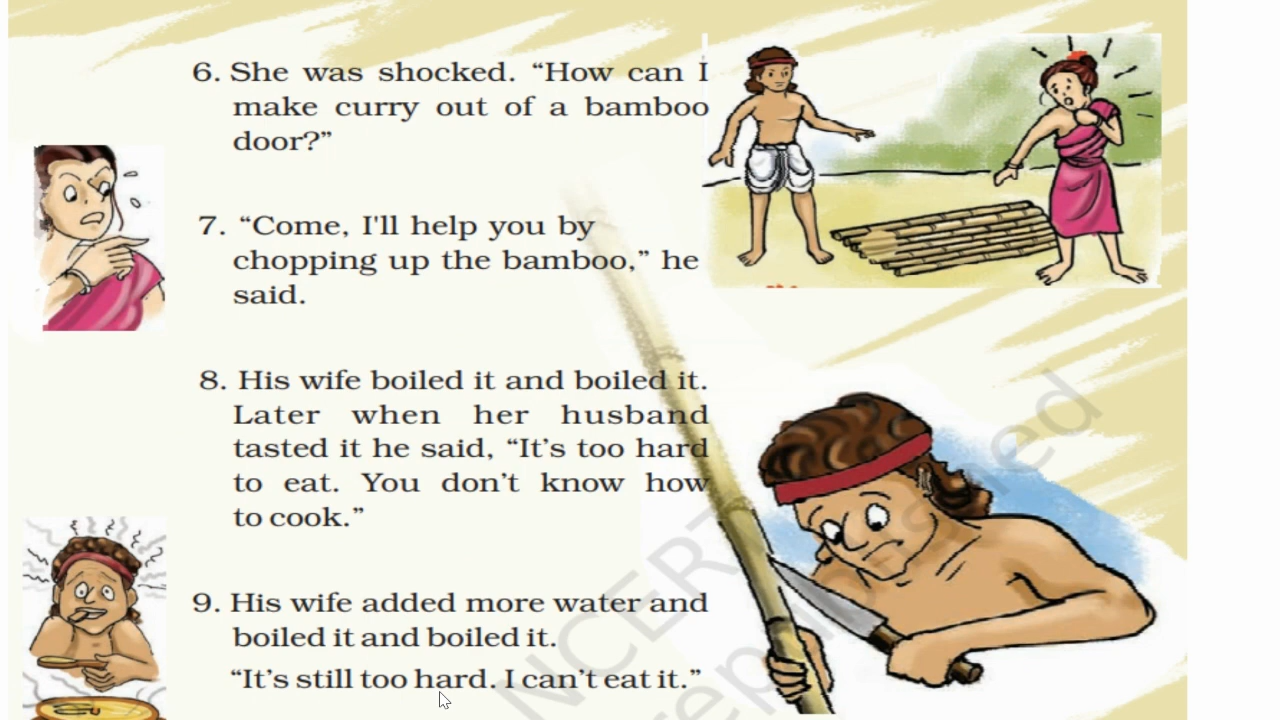 6. She was shocked. “How can I
make curry out of a bamboo
door?”
7. “Come, I'll help you by
chopping up the bamboo,” he
said.
8. His wife boiled it and boiled it.
Later when her husband
tasted it he said, “It’s too hard
to eat. You don’t know how
to cook.”
9. His wife added more water and
boiled it and boiled it.
“It’s still too hard. I can’t eat it.”
NCERT
republished